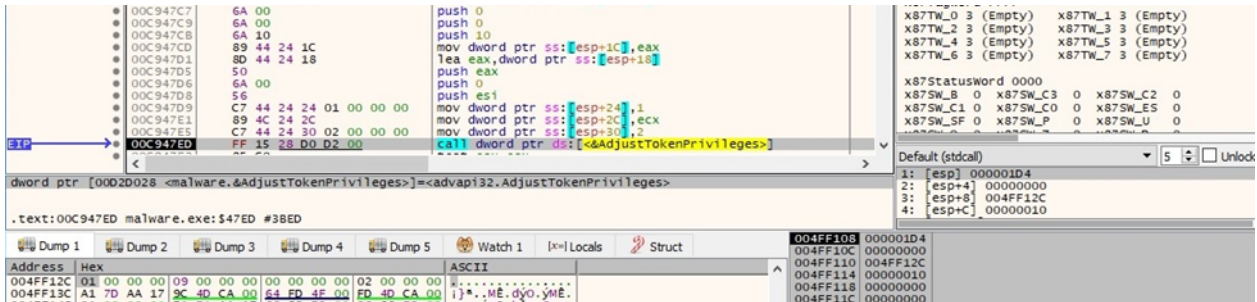 00C947C7 6A 00 push 0
00C947C9 6A 00 push 0
00C947CB 6A 10 push 10
00C947CD 89 44 24 1C mov dword ptr ss:[esp+1C],eax
00C947D1 8D 44 24 18 lea eax,dword ptr ss:[esp+18]
00C947D5 50 push eax
00C947D6 6A 00 push 0
00C947D8 56 push esi
00C947D9 C7 44 24 24 01 00 00 00 mov dword ptr ss:[esp+24],1
00C947E1 89 4C 24 2C mov dword ptr ss:[esp+2C],ecx
00C947E5 C7 44 24 30 02 00 00 00 mov dword ptr ss:[esp+30],2
EIP 00C947ED FF 15 28 D0 D2 00 call dword ptr ds:[<&AdjustTokenPrivileges>]
x87TW_0 3 (Empty) x87TW_1 3 (Empty)
x87TW_2 3 (Empty) x87TW_3 3 (Empty)
x87TW_4 3 (Empty) x87TW_5 3 (Empty)
x87TW_6 3 (Empty) x87TW_7 3 (Empty)
x87StatusWord 0000
x87SW_B 0 x87SW_C3 0 x87SW_C2 0
x87SW_C1 0 x87SW_C0 0 x87SW_ES 0
x87SW_SF 0 x87SW_P 0 x87SW_U 0
Default (stdcall) 5 Unlock
1: [esp] 000001D4
2: [esp+4] 00000000
3: [esp+8] 004FF12C
4: [esp+C] 00000010
dword ptr [00D2D028 <malware.&AdjustTokenPrivileges>]=<advapi32.AdjustTokenPrivileges>
.text:00C947ED malware.exe:$47ED #3BED
Dump 1 Dump 2 Dump 3 Dump 4 Dump 5 Watch 1 [x=] Locals Struct
Address Hex ASCII
004FF12C 01 00 00 00 09 00 00 00 00 00 00 00 02 00 00 00 ................
004FF13C A1 7D AA 17 9C 4D CA 00 64 FD 4F 00 FD 4D CA 00 ¡}ª..MÊ.dýO.ýMÊ.
004FF108 000001D4
004FF10C 00000000
004FF110 004FF12C
004FF114 00000010
004FF118 00000000
004FF11C 00000000